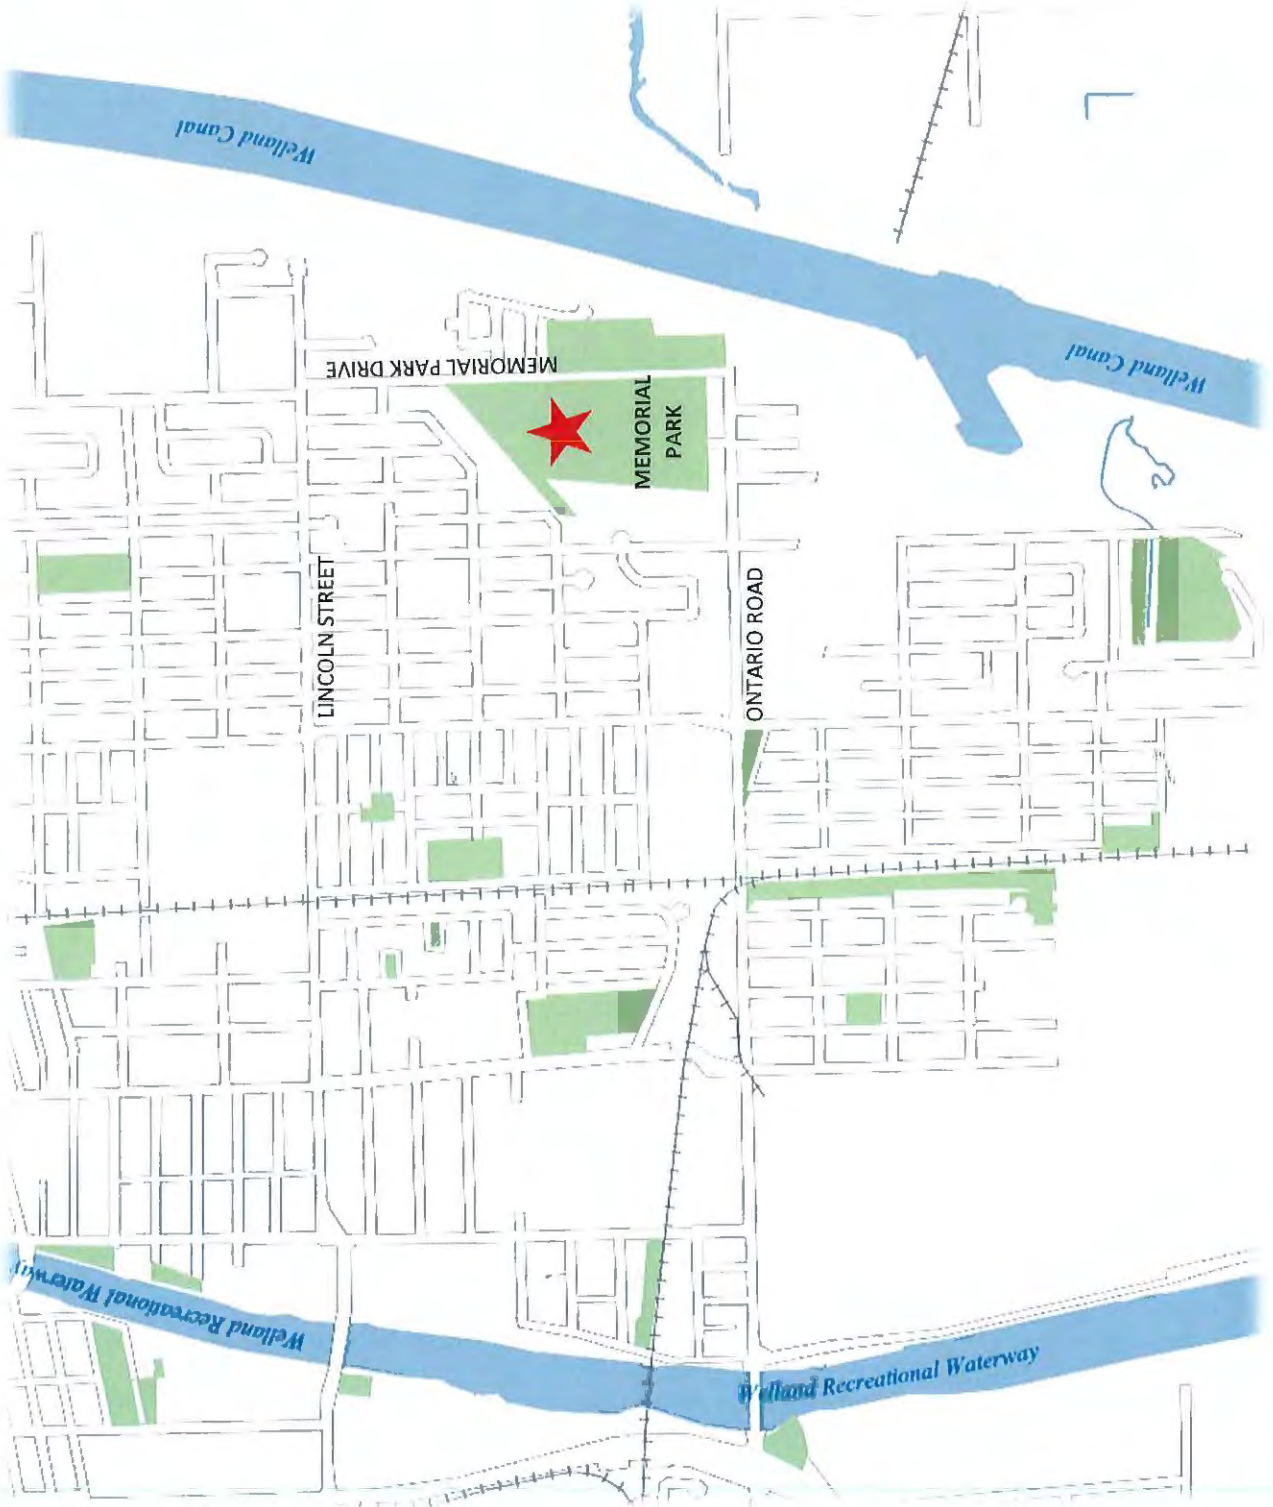 Welland Canal
MEMORIAL PARK DRIVE
Welland Canal
MEMORIAL
PARK
LINCOLN STREET
ONTARIO ROAD
Welland Recreational Waterway
Welland Recreational Waterway